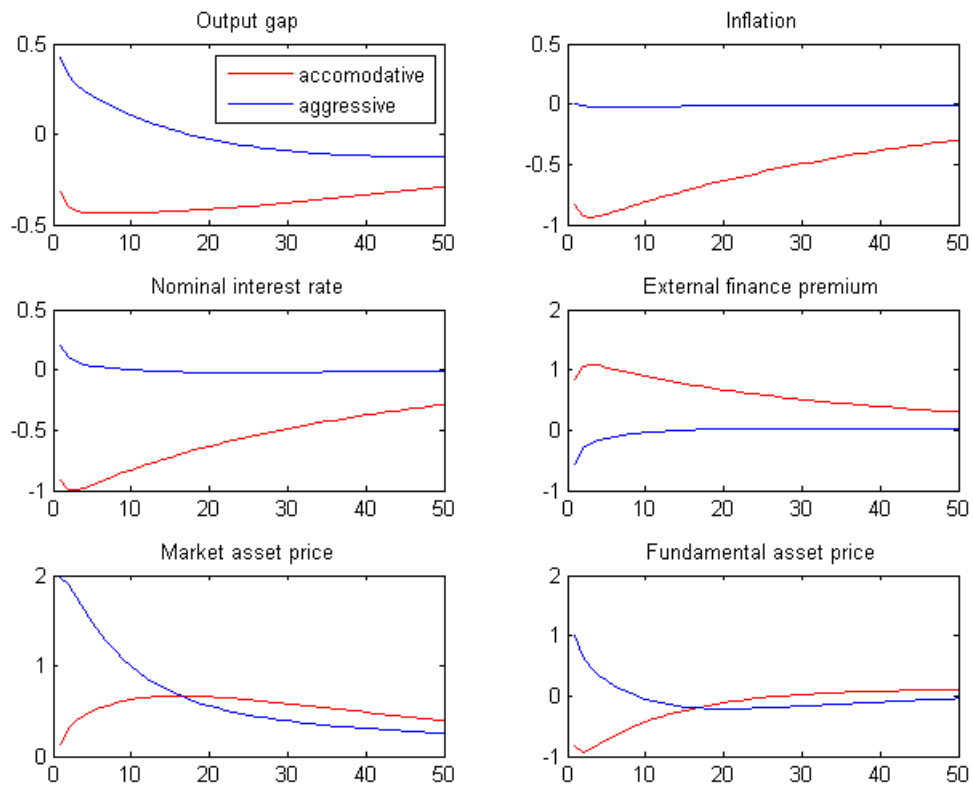 Output gap
0.5
0
-0.5
0 10 20 30 40 50
accomodative
aggressive
Inflation
0.5
0
-0.5
-1
0 10 20 30 40 50
Nominal interest rate
0.5
0
-0.5
-1
0 10 20 30 40 50
External finance premium
2
1
0
-1
0 10 20 30 40 50
Market asset price
2
1
0
0 10 20 30 40 50
Fundamental asset price
2
1
0
-1
0 10 20 30 40 50